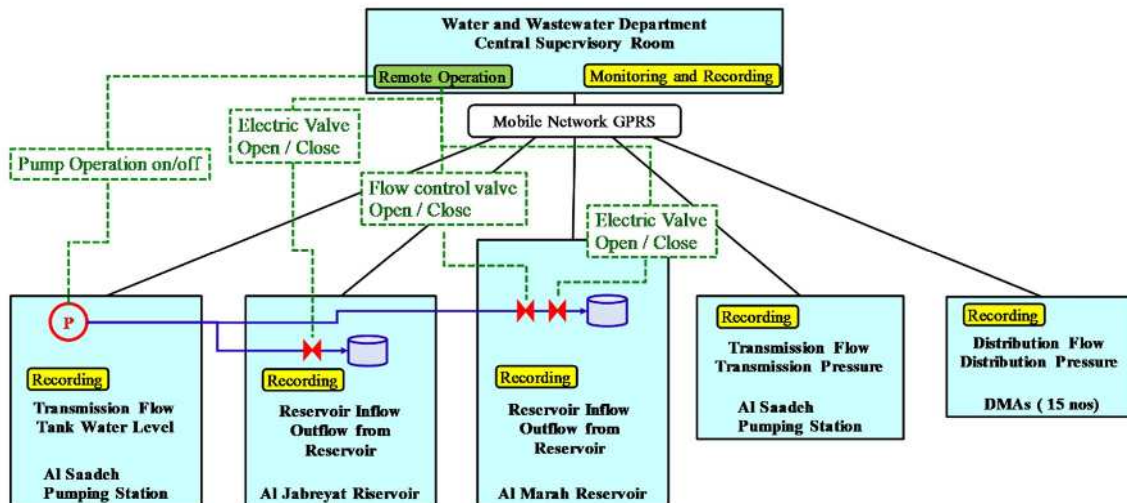 Water and Wastewater Department
Central Supervisory Room
Remote Operation
Monitoring and Recording
Mobile Network GPRS
Electric Valve
Open / Close
Pump Operation on/off
Flow control valve
Open / Close
Electric Valve
Open / Close
P
Recording
Transmission Flow
Tank Water Level
Al Saadeh
Pumping Station
Recording
Reservoir Inflow
Outflow from
Reservoir
Al Jabreyat Riservoir
Recording
Reservoir Inflow
Outflow from
Reservoir
Al Marah Reservoir
Recording
Transmission Flow
Transmission Pressure
Al Saadeh
Pumping Station
Recording
Distribution Flow
Distribution Pressure
DMAs ( 15 nos)